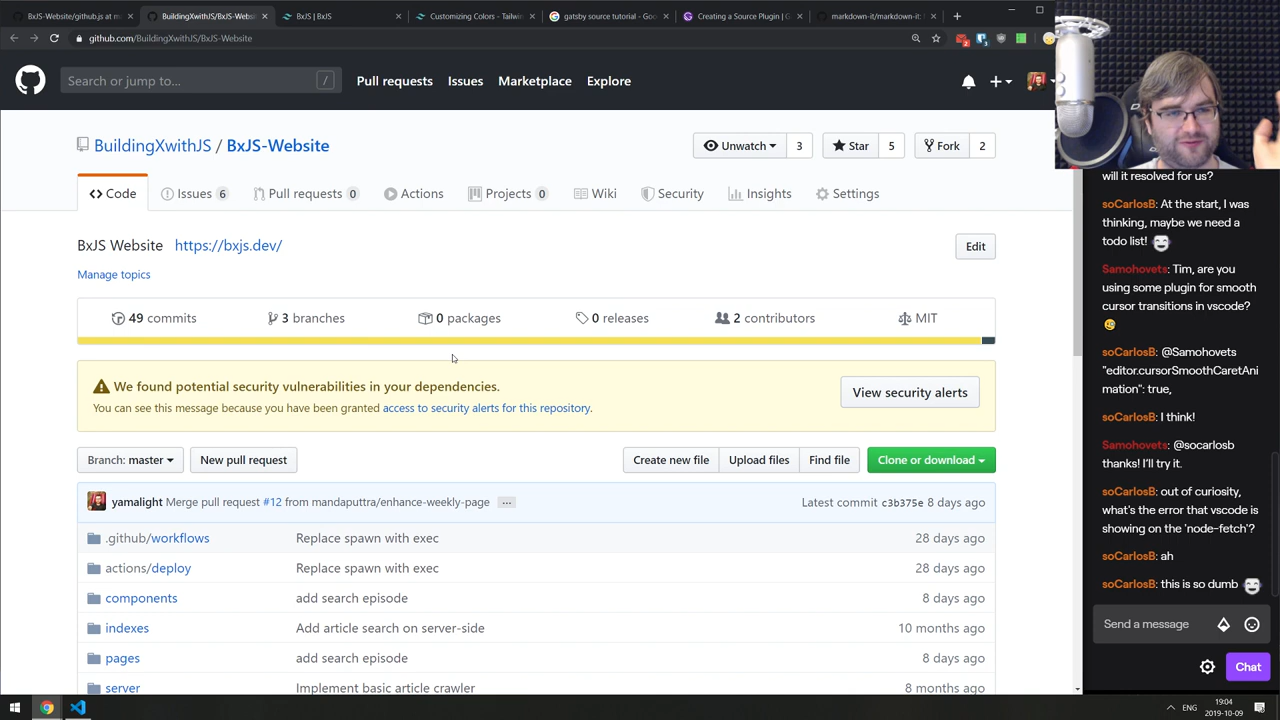 BxJS-Website/github.js at m
BuildingXwithJS/BxJS-Webs
BxJS | BxJS
Customizing Colors - Tailwin
gatsby source tutorial - Goo
Creating a Source Plugin | G
markdown-it/markdown-it: M
github.com/BuildingXwithJS/BxJS-Website
Search or jump to...
/
Pull requests
Issues
Marketplace
Explore
BuildingXwithJS / BxJS-Website
Unwatch
3
Star
5
Fork
2
Code
Issues 6
Pull requests 0
Actions
Projects 0
Wiki
Security
Insights
Settings
BxJS Website https://bxjs.dev/
Edit
Manage topics
49 commits
3 branches
0 packages
0 releases
2 contributors
MIT
We found potential security vulnerabilities in your dependencies.
You can see this message because you have been granted access to security alerts for this repository.
View security alerts
Branch: master
New pull request
Create new file
Upload files
Find file
Clone or download
yamalight Merge pull request #12 from mandaputtra/enhance-weekly-page ...
Latest commit c3b375e 8 days ago
.github/workflows Replace spawn with exec 28 days ago
actions/deploy Replace spawn with exec 28 days ago
components add search episode 8 days ago
indexes Add article search on server-side 10 months ago
pages add search episode 8 days ago
server Implement basic article crawler 8 months ago
will it resolved for us?
soCarlosB: At the start, I was
thinking, maybe we need a
todo list!
Samohovets: Tim, are you
using some plugin for smooth
cursor transitions in vscode?
soCarlosB: @Samohovets
"editor.cursorSmoothCaretAni
mation": true,
soCarlosB: I think!
Samohovets: @socarlosb
thanks! I'll try it.
soCarlosB: out of curiosity,
what's the error that vscode is
showing on the 'node-fetch'?
soCarlosB: ah
soCarlosB: this is so dumb
Send a message
Chat
ENG
19:04
2019-10-09